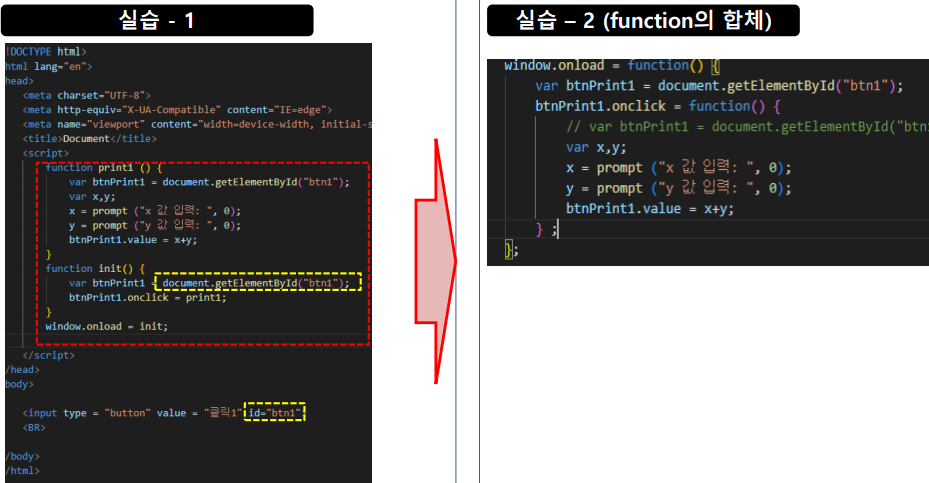 실습 - 1
!DOCTYPE html>
html lang="en">
head>
<meta charset="UTF-8">
<meta http-equiv="X-UA-Compatible" content="IE=edge">
<meta name="viewport" content="width=device-width, initial-s
<title>Document</title>
<script>
function print1 () {
var btnPrint1 = document.getElementById("btn1");
var x,y;
x = prompt ("x 값 입력: ", 0);
y = prompt ("y 값 입력: ", 0);
btnPrint1.value = x+y;
}
function init() {
var btnPrint1 = document.getElementById("btn1");
btnPrint1.onclick = print1;
}
window.onload = init;
</script>
/head>
body>
<input type = "button" value = "클릭1" id="btn1"
<BR>
/body>
/html>
실습 – 2 (function의 합체)
window.onload = function() {
var btnPrint1 = document.getElementById("btn1");
btnPrint1.onclick = function() {
// var btnPrint1 = document.getElementById("btn
var x,y;
x = prompt ("x 값 입력: ", 0);
y = prompt ("y 값 입력: ", 0);
btnPrint1.value = x+y;
} ;
};